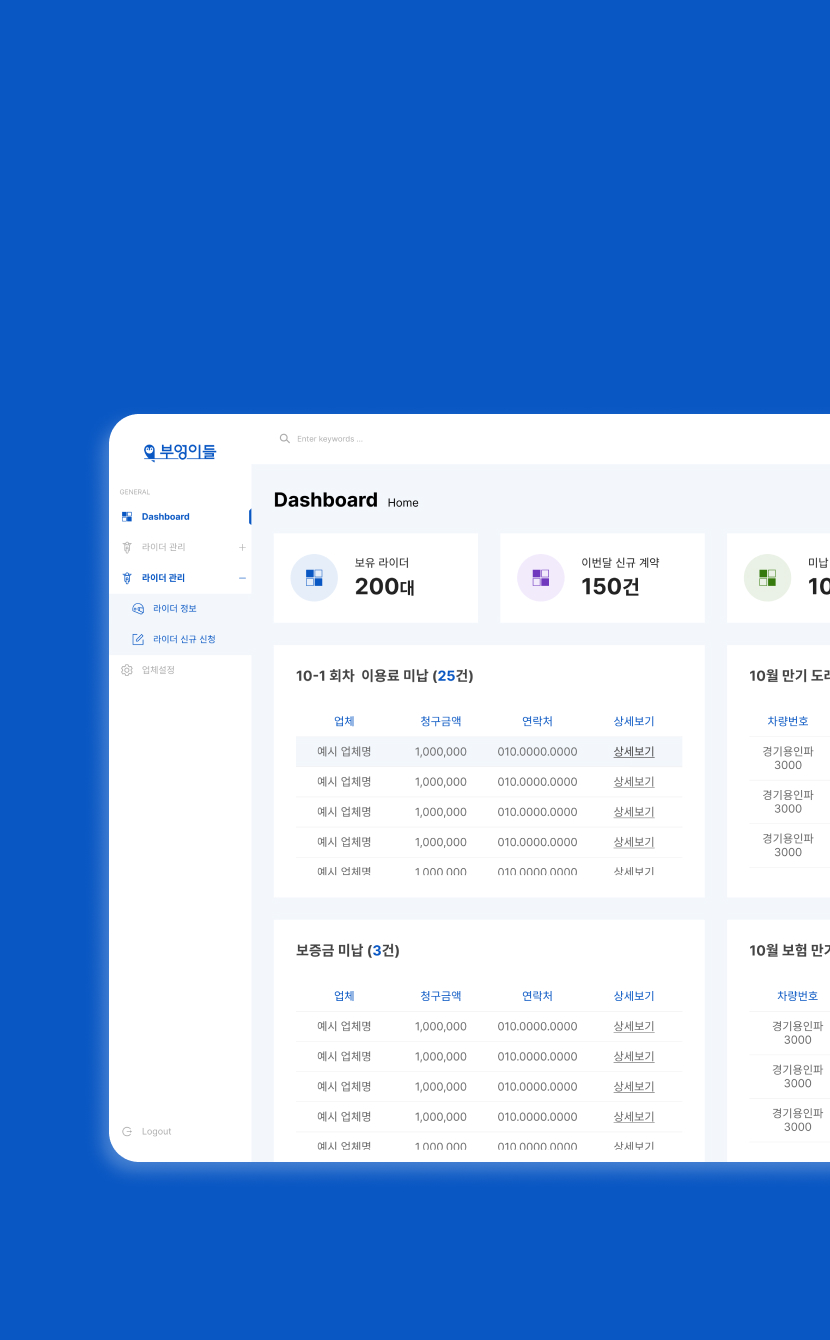 부엉이들
Enter keywords ...
GENERAL
Dashboard
라이더 관리
라이더 관리
라이더 정보
라이더 신규 신청
업체설정
Logout
Dashboard Home
보유 라이더
200대
이번달 신규 계약
150건
미납
10
10-1 회차 이용료 미납 (25건)
업체 청구금액 연락처 상세보기
예시 업체명 1,000,000 010.0000.0000 상세보기
예시 업체명 1,000,000 010.0000.0000 상세보기
예시 업체명 1,000,000 010.0000.0000 상세보기
예시 업체명 1,000,000 010.0000.0000 상세보기
예시 업체명 1,000,000 010.0000.0000 상세보기
10월 만기 도래
차량번호
경기용인파
3000
경기용인파
3000
경기용인파
3000
보증금 미납 (3건)
업체 청구금액 연락처 상세보기
예시 업체명 1,000,000 010.0000.0000 상세보기
예시 업체명 1,000,000 010.0000.0000 상세보기
예시 업체명 1,000,000 010.0000.0000 상세보기
예시 업체명 1,000,000 010.0000.0000 상세보기
예시 업체명 1,000,000 010.0000.0000 상세보기
10월 보험 만기
차량번호
경기용인파
3000
경기용인파
3000
경기용인파
3000